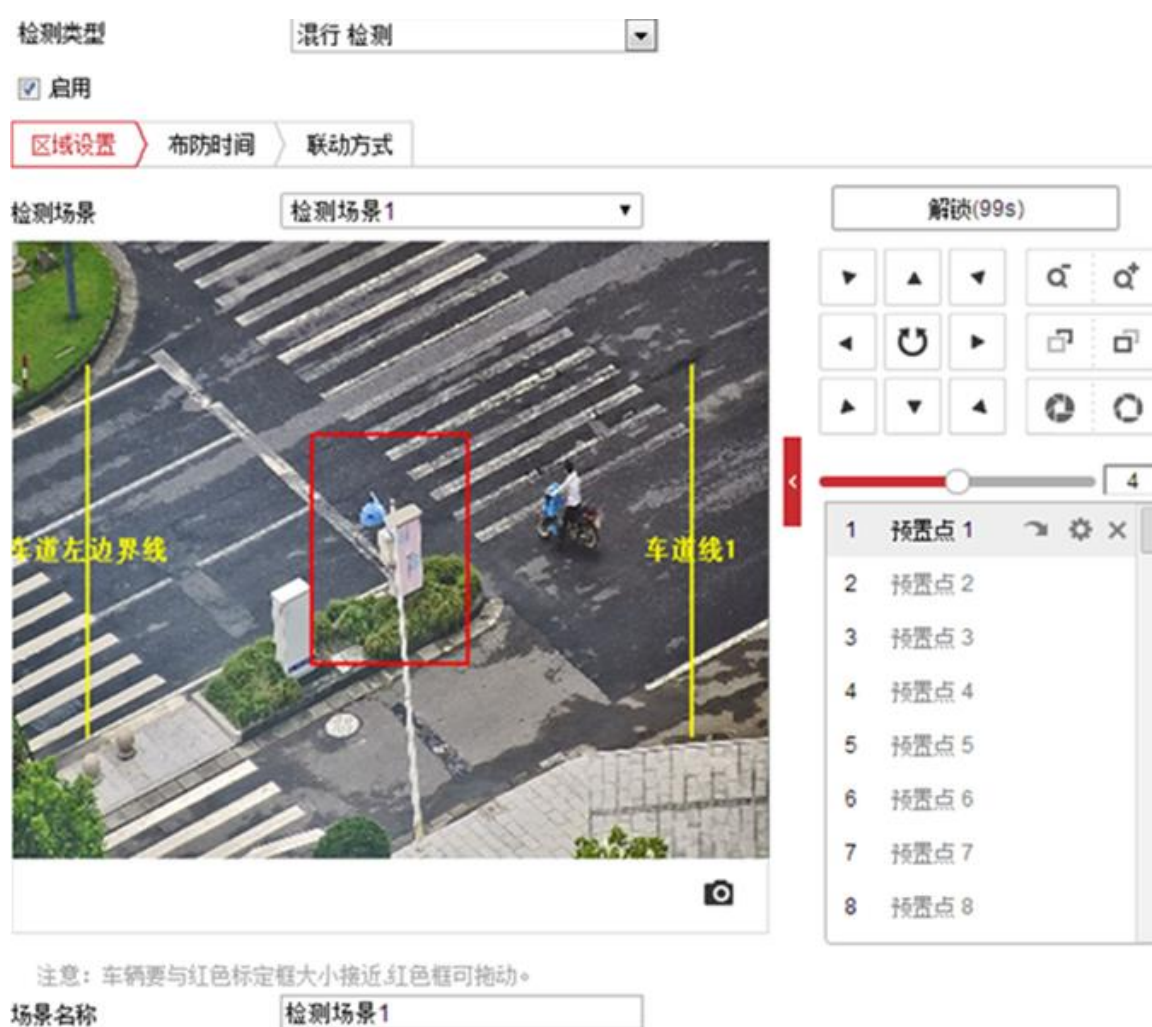 检测类型 混行 检测
启用
区域设置 布防时间 联动方式
检测场景 检测场景1 解锁(99s)
4
车道左边界线 车道线1
1 预置点 1
2 预置点 2
3 预置点 3
4 预置点 4
5 预置点 5
6 预置点 6
7 预置点 7
8 预置点 8
注意：车辆要与红色标定框大小接近,红色框可拖动。
场景名称 检测场景1